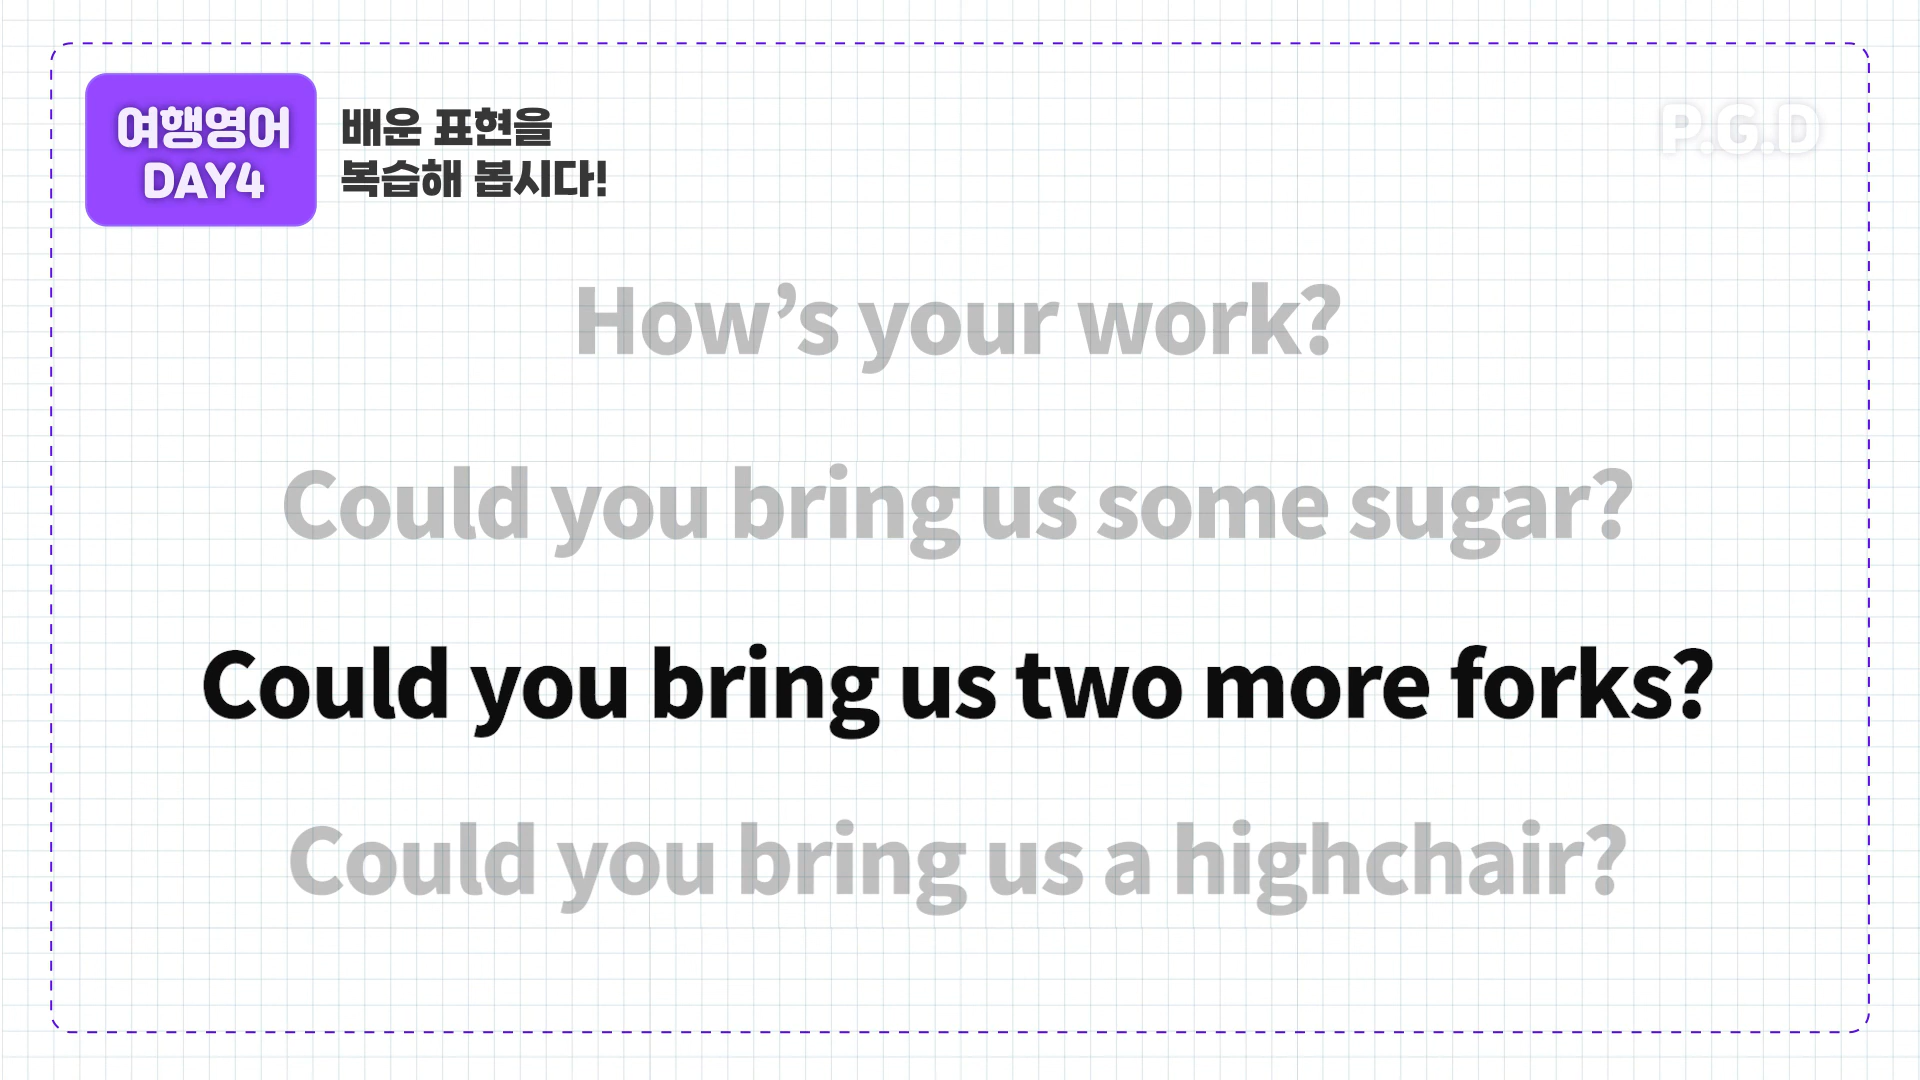 여행영어
DAY4
배운 표현을
복습해 봅시다!
P.G.D
How’s your work?
Could you bring us some sugar?
Could you bring us two more forks?
Could you bring us a highchair?